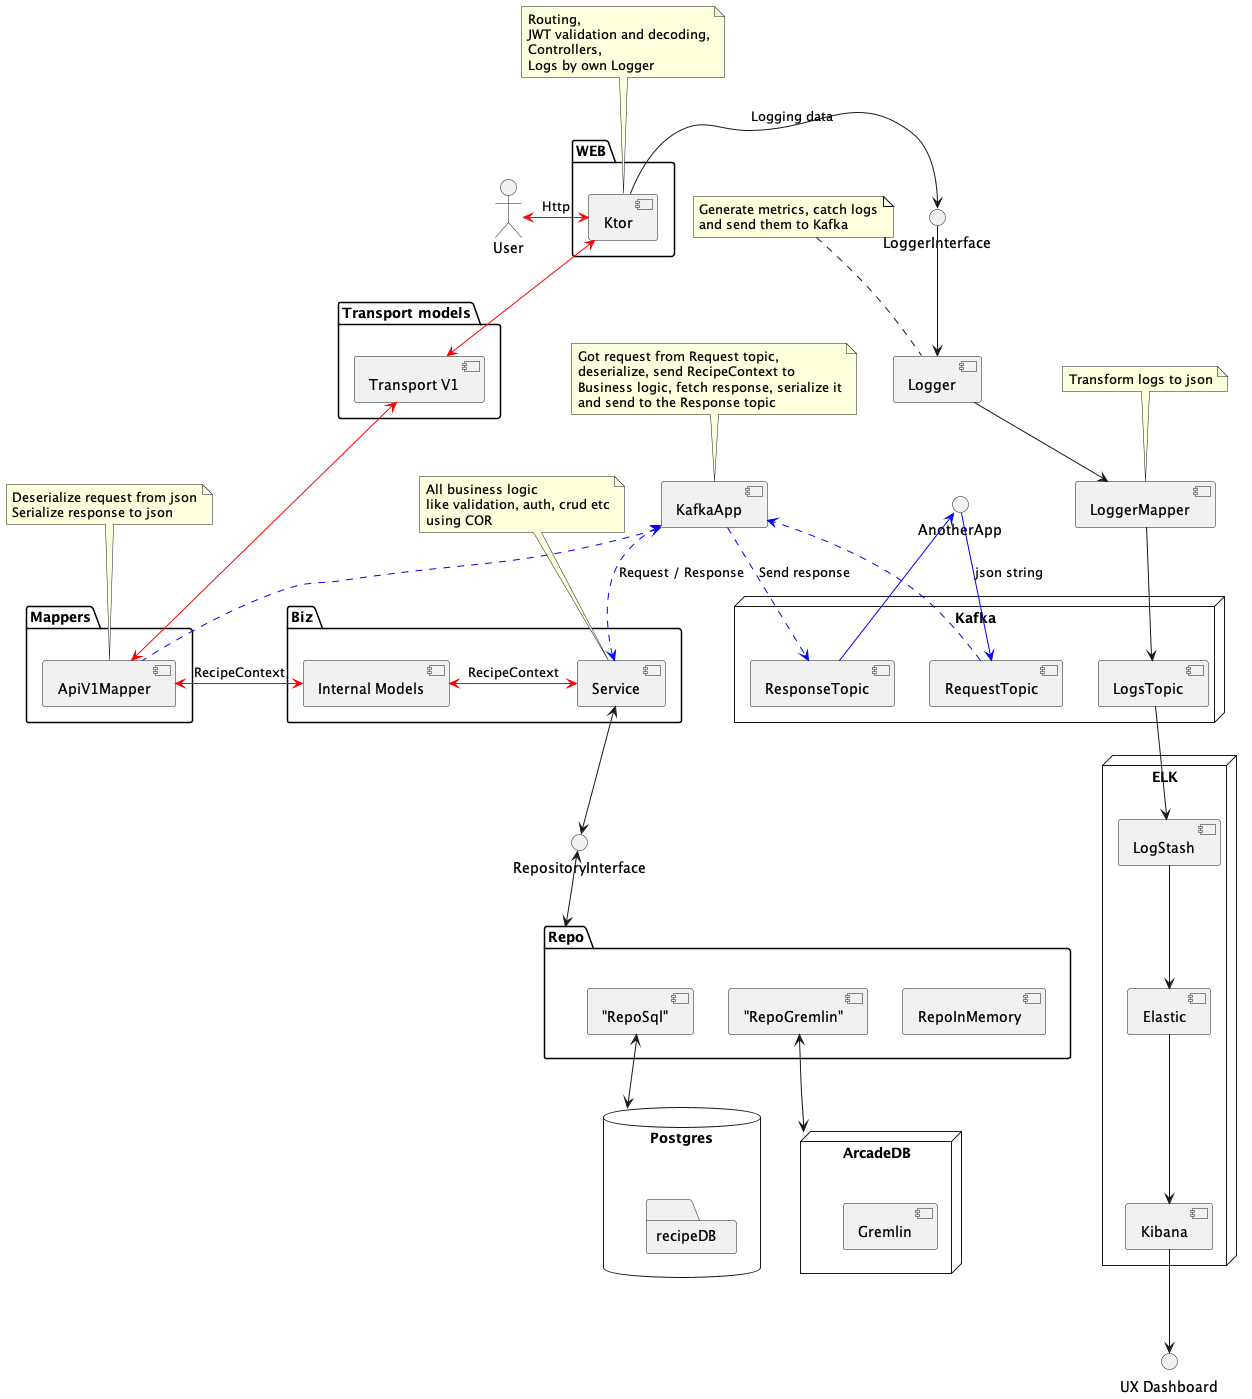 Routing,
JWT validation and decoding,
Controllers,
Logs by own Logger
Logging data
WEB
Http
Ktor
User
Generate metrics, catch logs
and send them to Kafka
LoggerInterface
Transport models
Transport V1
Got request from Request topic,
deserialize, send RecipeContext to
Business logic, fetch response, serialize it
and send to the Response topic
Logger
Transform logs to json
Deserialize request from json
Serialize response to json
All business logic
like validation, auth, crud etc
using COR
KafkaApp
AnotherApp
LoggerMapper
Request / Response
Send response
json string
Mappers
Biz
Kafka
RecipeContext
RecipeContext
ApiV1Mapper
Internal Models
Service
ResponseTopic
RequestTopic
LogsTopic
ELK
LogStash
RepositoryInterface
Repo
"RepoSql"
"RepoGremlin"
RepoInMemory
Elastic
Postgres
ArcadeDB
recipeDB
Gremlin
Kibana
UX Dashboard